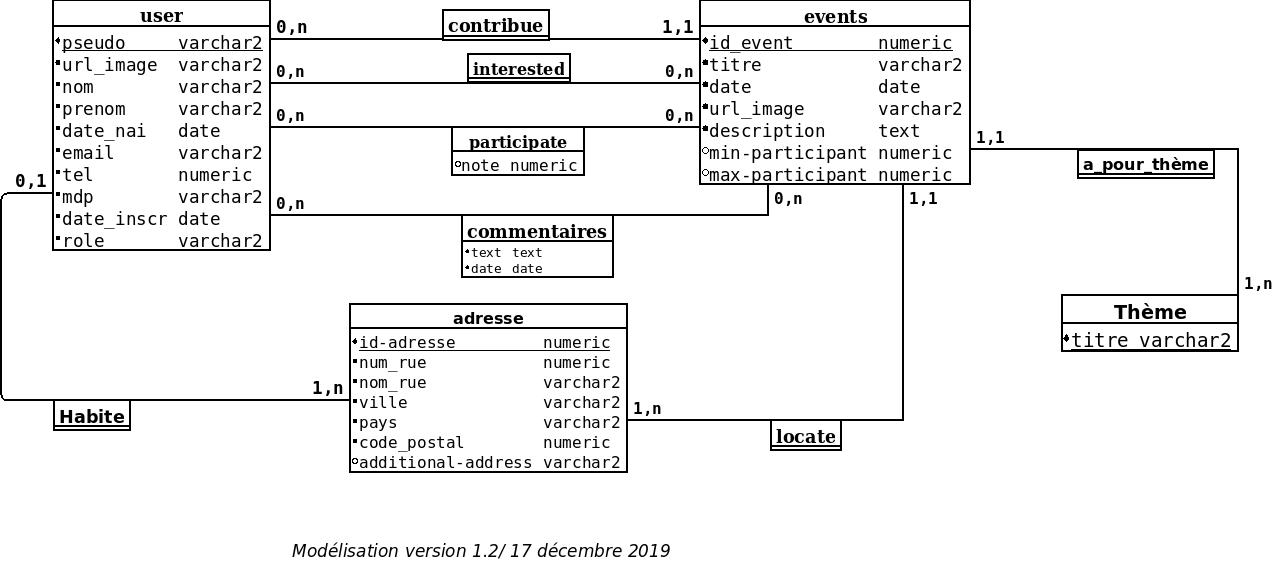 user
pseudo varchar2
url_image varchar2
nom varchar2
prenom varchar2
date_nai date
email varchar2
tel numeric
mdp varchar2
date_inscr date
role varchar2
0,n
contribue
1,1
0,n
interested
0,n
0,n
participate
note numeric
0,n
0,n
commentaires
text text
date date
0,n
events
id_event numeric
titre varchar2
date date
url_image varchar2
description text
min-participant numeric
max-participant numeric
1,1
a_pour_thème
1,n
Thème
titre varchar2
1,1
0,1
Habite
1,n
adresse
id-adresse numeric
num_rue numeric
nom_rue varchar2
ville varchar2
pays varchar2
code_postal numeric
additional-address varchar2
1,n
locate
Modélisation version 1.2/ 17 décembre 2019